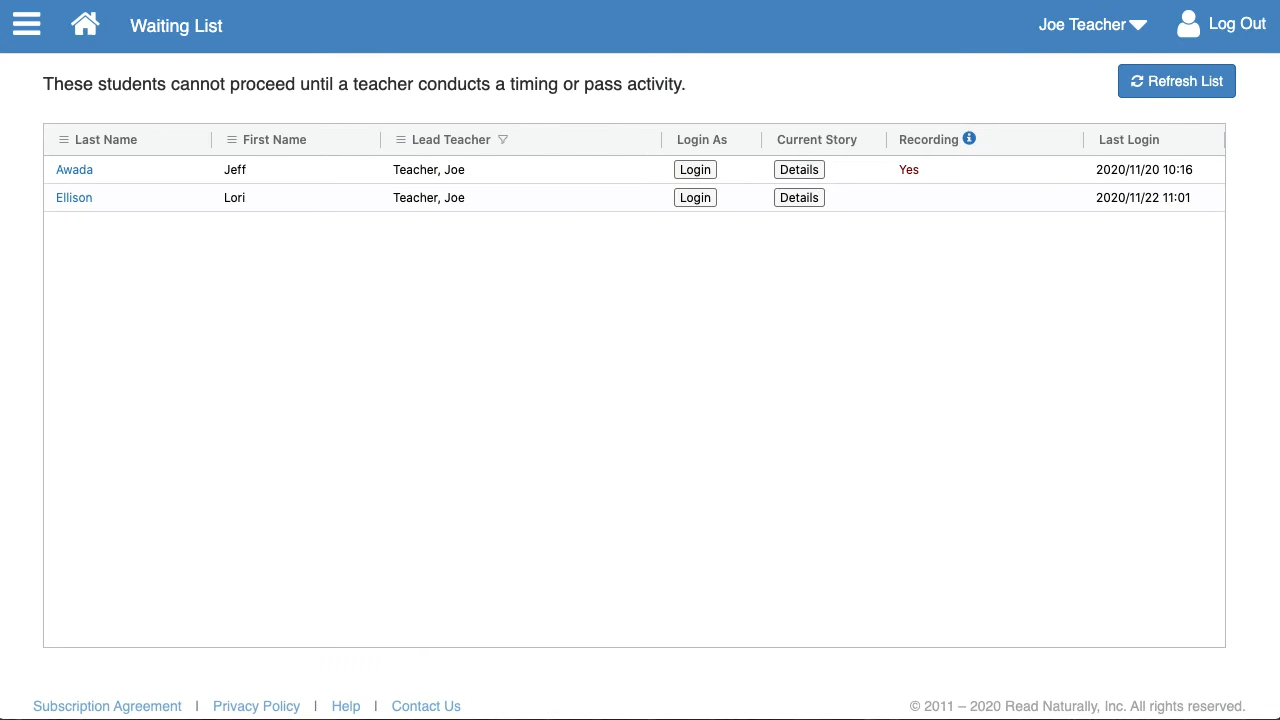 Waiting List Joe Teacher Log Out
These students cannot proceed until a teacher conducts a timing or pass activity. Refresh List
Last Name First Name Lead Teacher Login As Current Story Recording Last Login
Awada Jeff Teacher, Joe Login Details Yes 2020/11/20 10:16
Ellison Lori Teacher, Joe Login Details 2020/11/22 11:01
Subscription Agreement | Privacy Policy | Help | Contact Us © 2011 – 2020 Read Naturally, Inc. All rights reserved.